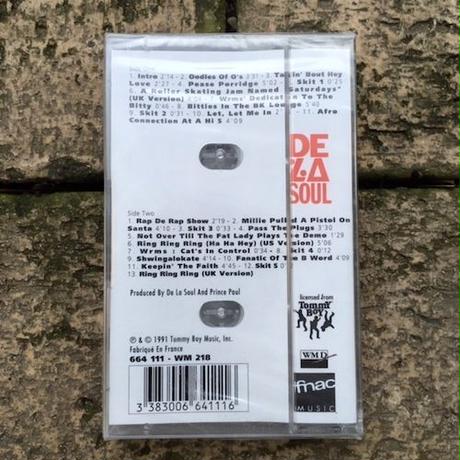 1. Intro 2'14 - 2. Oodles Of O's 3'31 - 3. Talkin' Bout Hey
Love 2'27 - 4. Pease Porridge 5'02 - 5. Skit 1 0'25
6. A Roller Skating Jam Named "Saturdays"
(UK Version) 4'02 - 7. Wrms' Dedication To The
Bitty 0'46 - 8. Bitties In The BK Lounge 5'40
9. Skit 2 0'31 - 10. Let, Let Me In - 11. Afro
Connection At A Hi 5 4'09
DE
LA
SOUL
Side Two
1. Rap De Rap Show 2'19 - 2. Millie Pulled A Pistol On
Santa 4'10 - 3. Skit 3 0'33 - 4. Pass The Plugs 3'30
5. Not Over Till The Fat Lady Plays The Demo 1'29
6. Ring Ring Ring (Ha Ha Hey) (US Version) 5'06
7. Wrms : Cat's In Control - 8. Skit 4 0'12
9. Shwingalokate 4'14 - 10. Fanatic Of The B Word 4'09
11. Keepin' The Faith 4'45 - 12. Skit 5
13. Ring Ring Ring (UK Version)
Produced By De La Soul And Prince Paul
licensed from
Tommy
Boy
℗ & © 1991 Tommy Boy Music, Inc.
Fabriqué En France
664 111 - WM 218
WMD
fnac
MUSIC
3 383006 641116